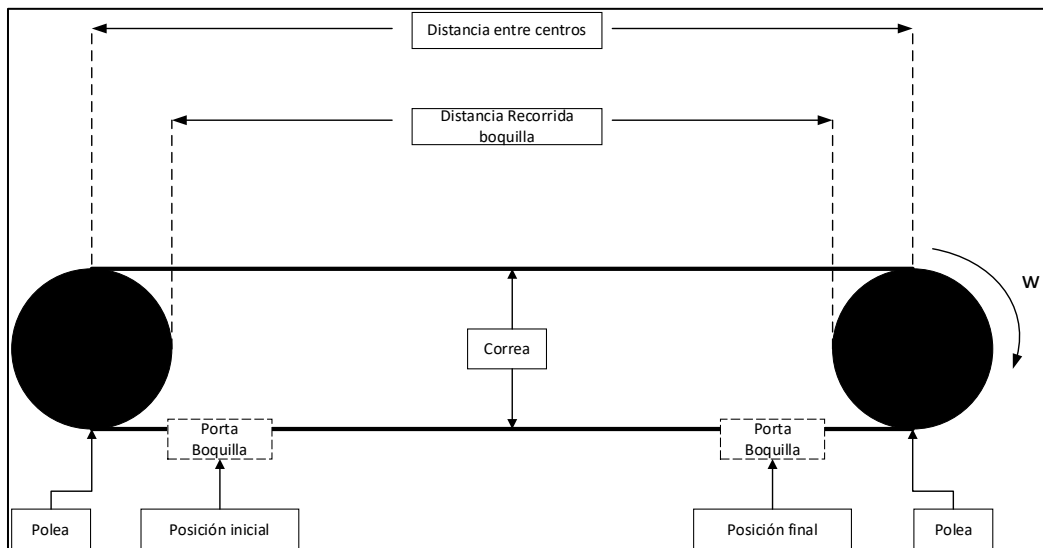 Distancia entre centros
Distancia Recorrida
boquilla
W
Correa
Porta
Boquilla
Porta
Boquilla
Polea
Posición inicial
Posición final
Polea